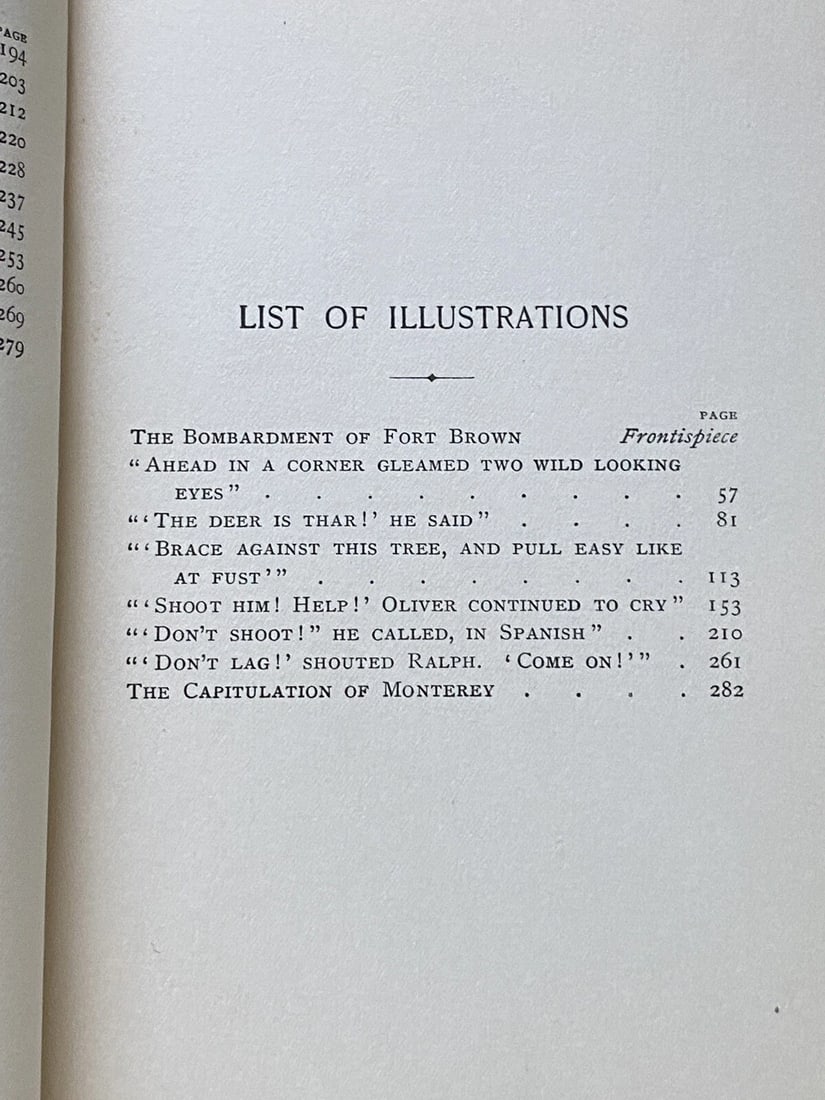 PAGE
194
203
212
220
228
237
245
253
260
269
279
LIST OF ILLUSTRATIONS
PAGE
The Bombardment of Fort Brown Frontispiece
“Ahead in a corner gleamed two wild looking
eyes” . . . . . . . . . 57
“‘The deer is thar!’ he said” . . . . 81
“‘Brace against this tree, and pull easy like
at fust’” . . . . . . . . 113
“‘Shoot him! Help!’ Oliver continued to cry” 153
“‘Don’t shoot!” he called, in Spanish” . . 210
“‘Don’t lag!’ shouted Ralph. ‘Come on!’” . 261
The Capitulation of Monterey . . . . 282